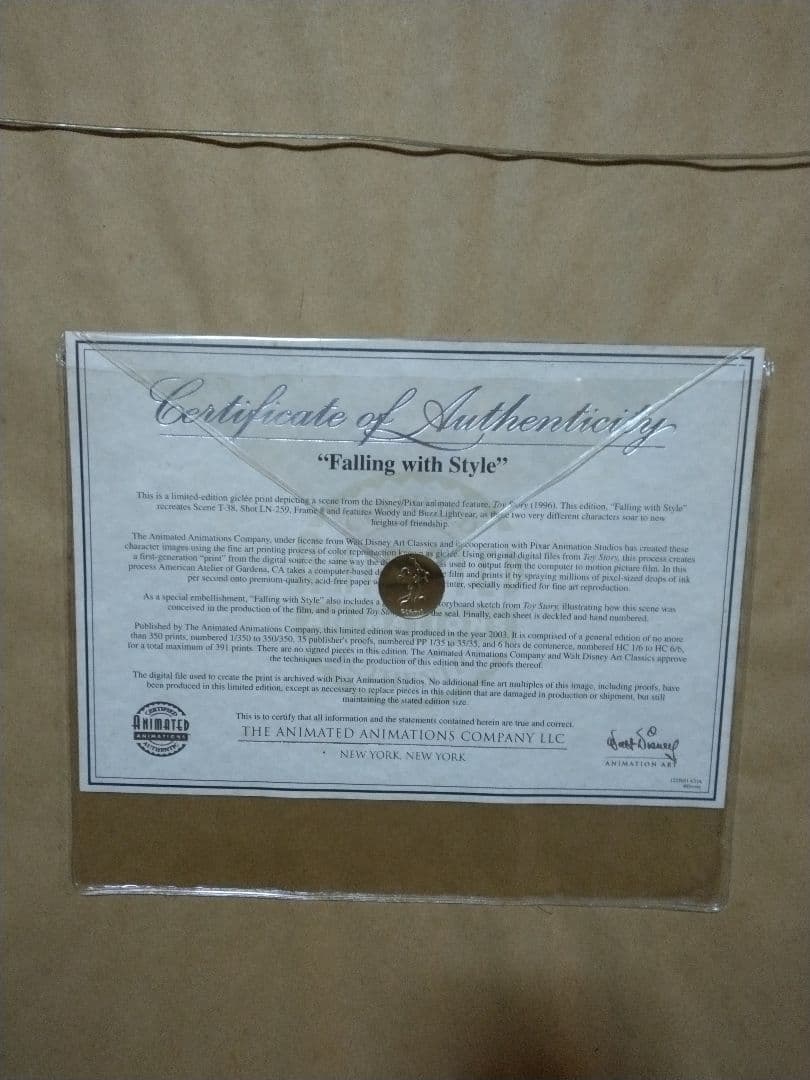 Certificate of Authenticity
“Falling with Style”
This is a limited-edition giclée print depicting a scene from the Disney/Pixar animated feature, Toy Story (1996). This edition, "Falling with Style"
recreates Scene T-38, Shot LN-259, Frame and features Woody and Buzz Lightyear, as these two very different characters soar to new
heights of friendship.
The Animated Animations Company, under license from Walt Disney Art Classics and in cooperation with Pixar Animation Studios has created these
character images using the fine art printing process of color reproduction known as giclée. Using original digital files from Toy Story, this process creates
a first-generation "print" from the digital source the same way the is used to output from the computer to motion picture film. In this
process American Atelier of Gardena, CA takes a computer-based film and prints it by spraying millions of pixel-sized drops of ink
per second onto premium-quality, acid-free paper specially modified for fine art reproduction.
As a special embellishment, "Falling with Style" also includes a storyboard sketch from Toy Story, illustrating how this scene was
conceived in the production of the film, and a printed Toy the seal. Finally, each sheet is deckled and hand numbered.
Published by The Animated Animations Company, this limited edition was produced in the year 2003. It is comprised of a general edition of no more
than 350 prints, numbered 1/350 to 350/350, 35 publisher's proofs, numbered PP 1/35 to 35/35, and 6 hors de commerce, numbered HC 1/6 to HC 6/6,
for a total maximum of 391 prints. There are no signed pieces in this edition. The Animated Animations Company and Walt Disney Art Classics approve
the techniques used in the production of this edition and the proofs thereof.
The digital file used to create the print is archived with Pixar Animation Studios. No additional fine art multiples of this image, including proofs, have
been produced in this limited edition, except as necessary to replace pieces in this edition that are damaged in production or shipment, but still
maintaining the stated edition size.
This is to certify that all information and the statements contained herein are true and correct.
THE ANIMATED ANIMATIONS COMPANY LLC
NEW YORK, NEW YORK
CERTIFIED
ANIMATED
ANIMATIONS
AUTHENTIC
Walt Disney
ANIMATION ART